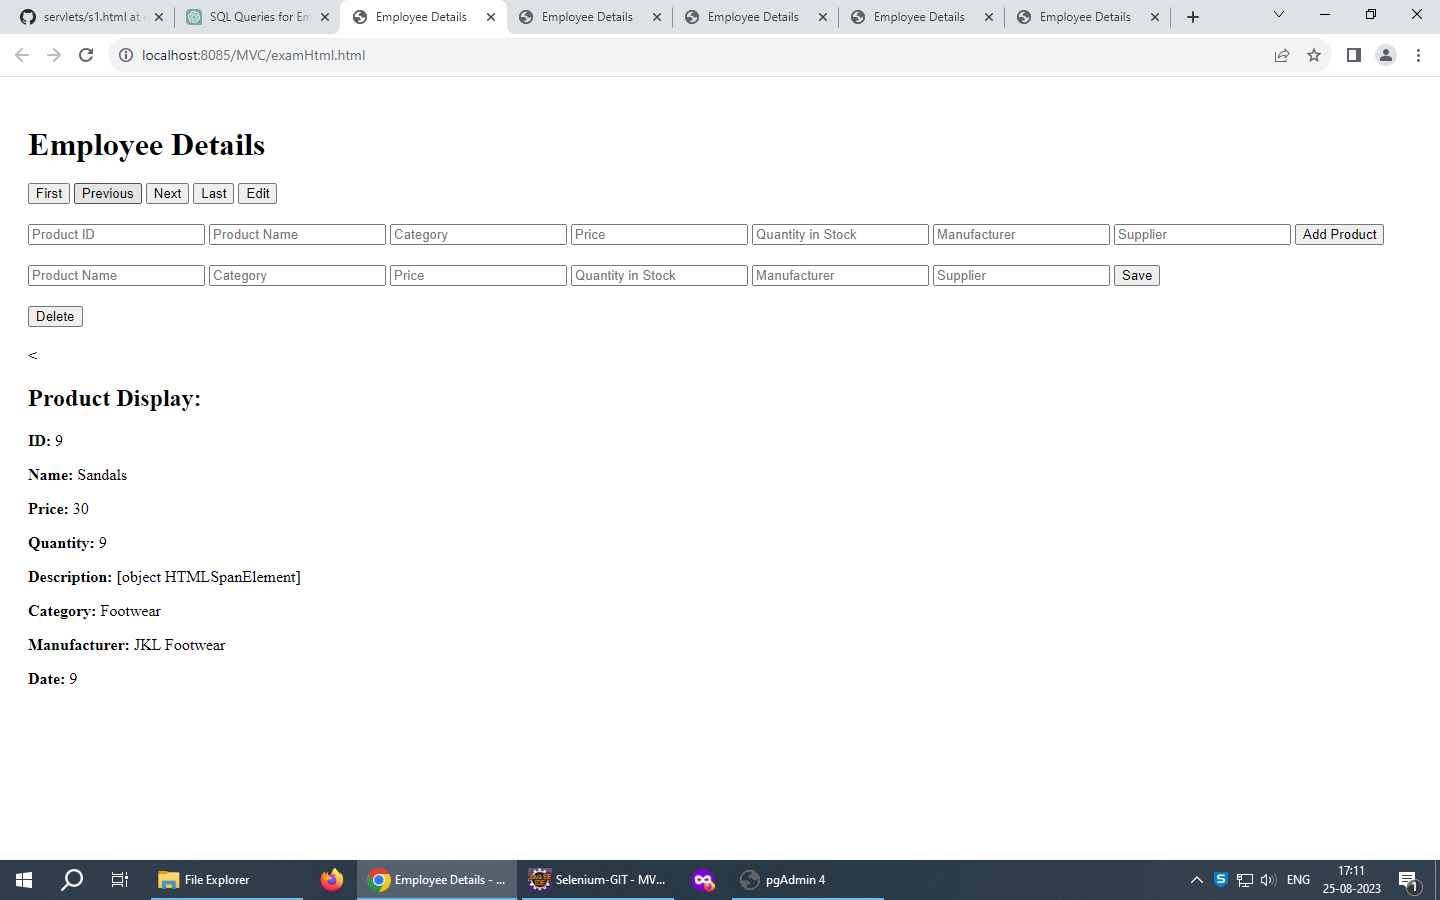 servlets/s1.html at
SQL Queries for Em
Employee Details
Employee Details
Employee Details
Employee Details
Employee Details
localhost:8085/MVC/examHtml.html
Employee Details
First Previous Next Last Edit
Product ID Product Name Category Price Quantity in Stock Manufacturer Supplier Add Product
Product Name Category Price Quantity in Stock Manufacturer Supplier Save
Delete
<
Product Display:
ID: 9
Name: Sandals
Price: 30
Quantity: 9
Description: [object HTMLSpanElement]
Category: Footwear
Manufacturer: JKL Footwear
Date: 9
File Explorer
Employee Details - ...
Selenium-GIT - MV...
pgAdmin 4
ENG
17:11
25-08-2023
1